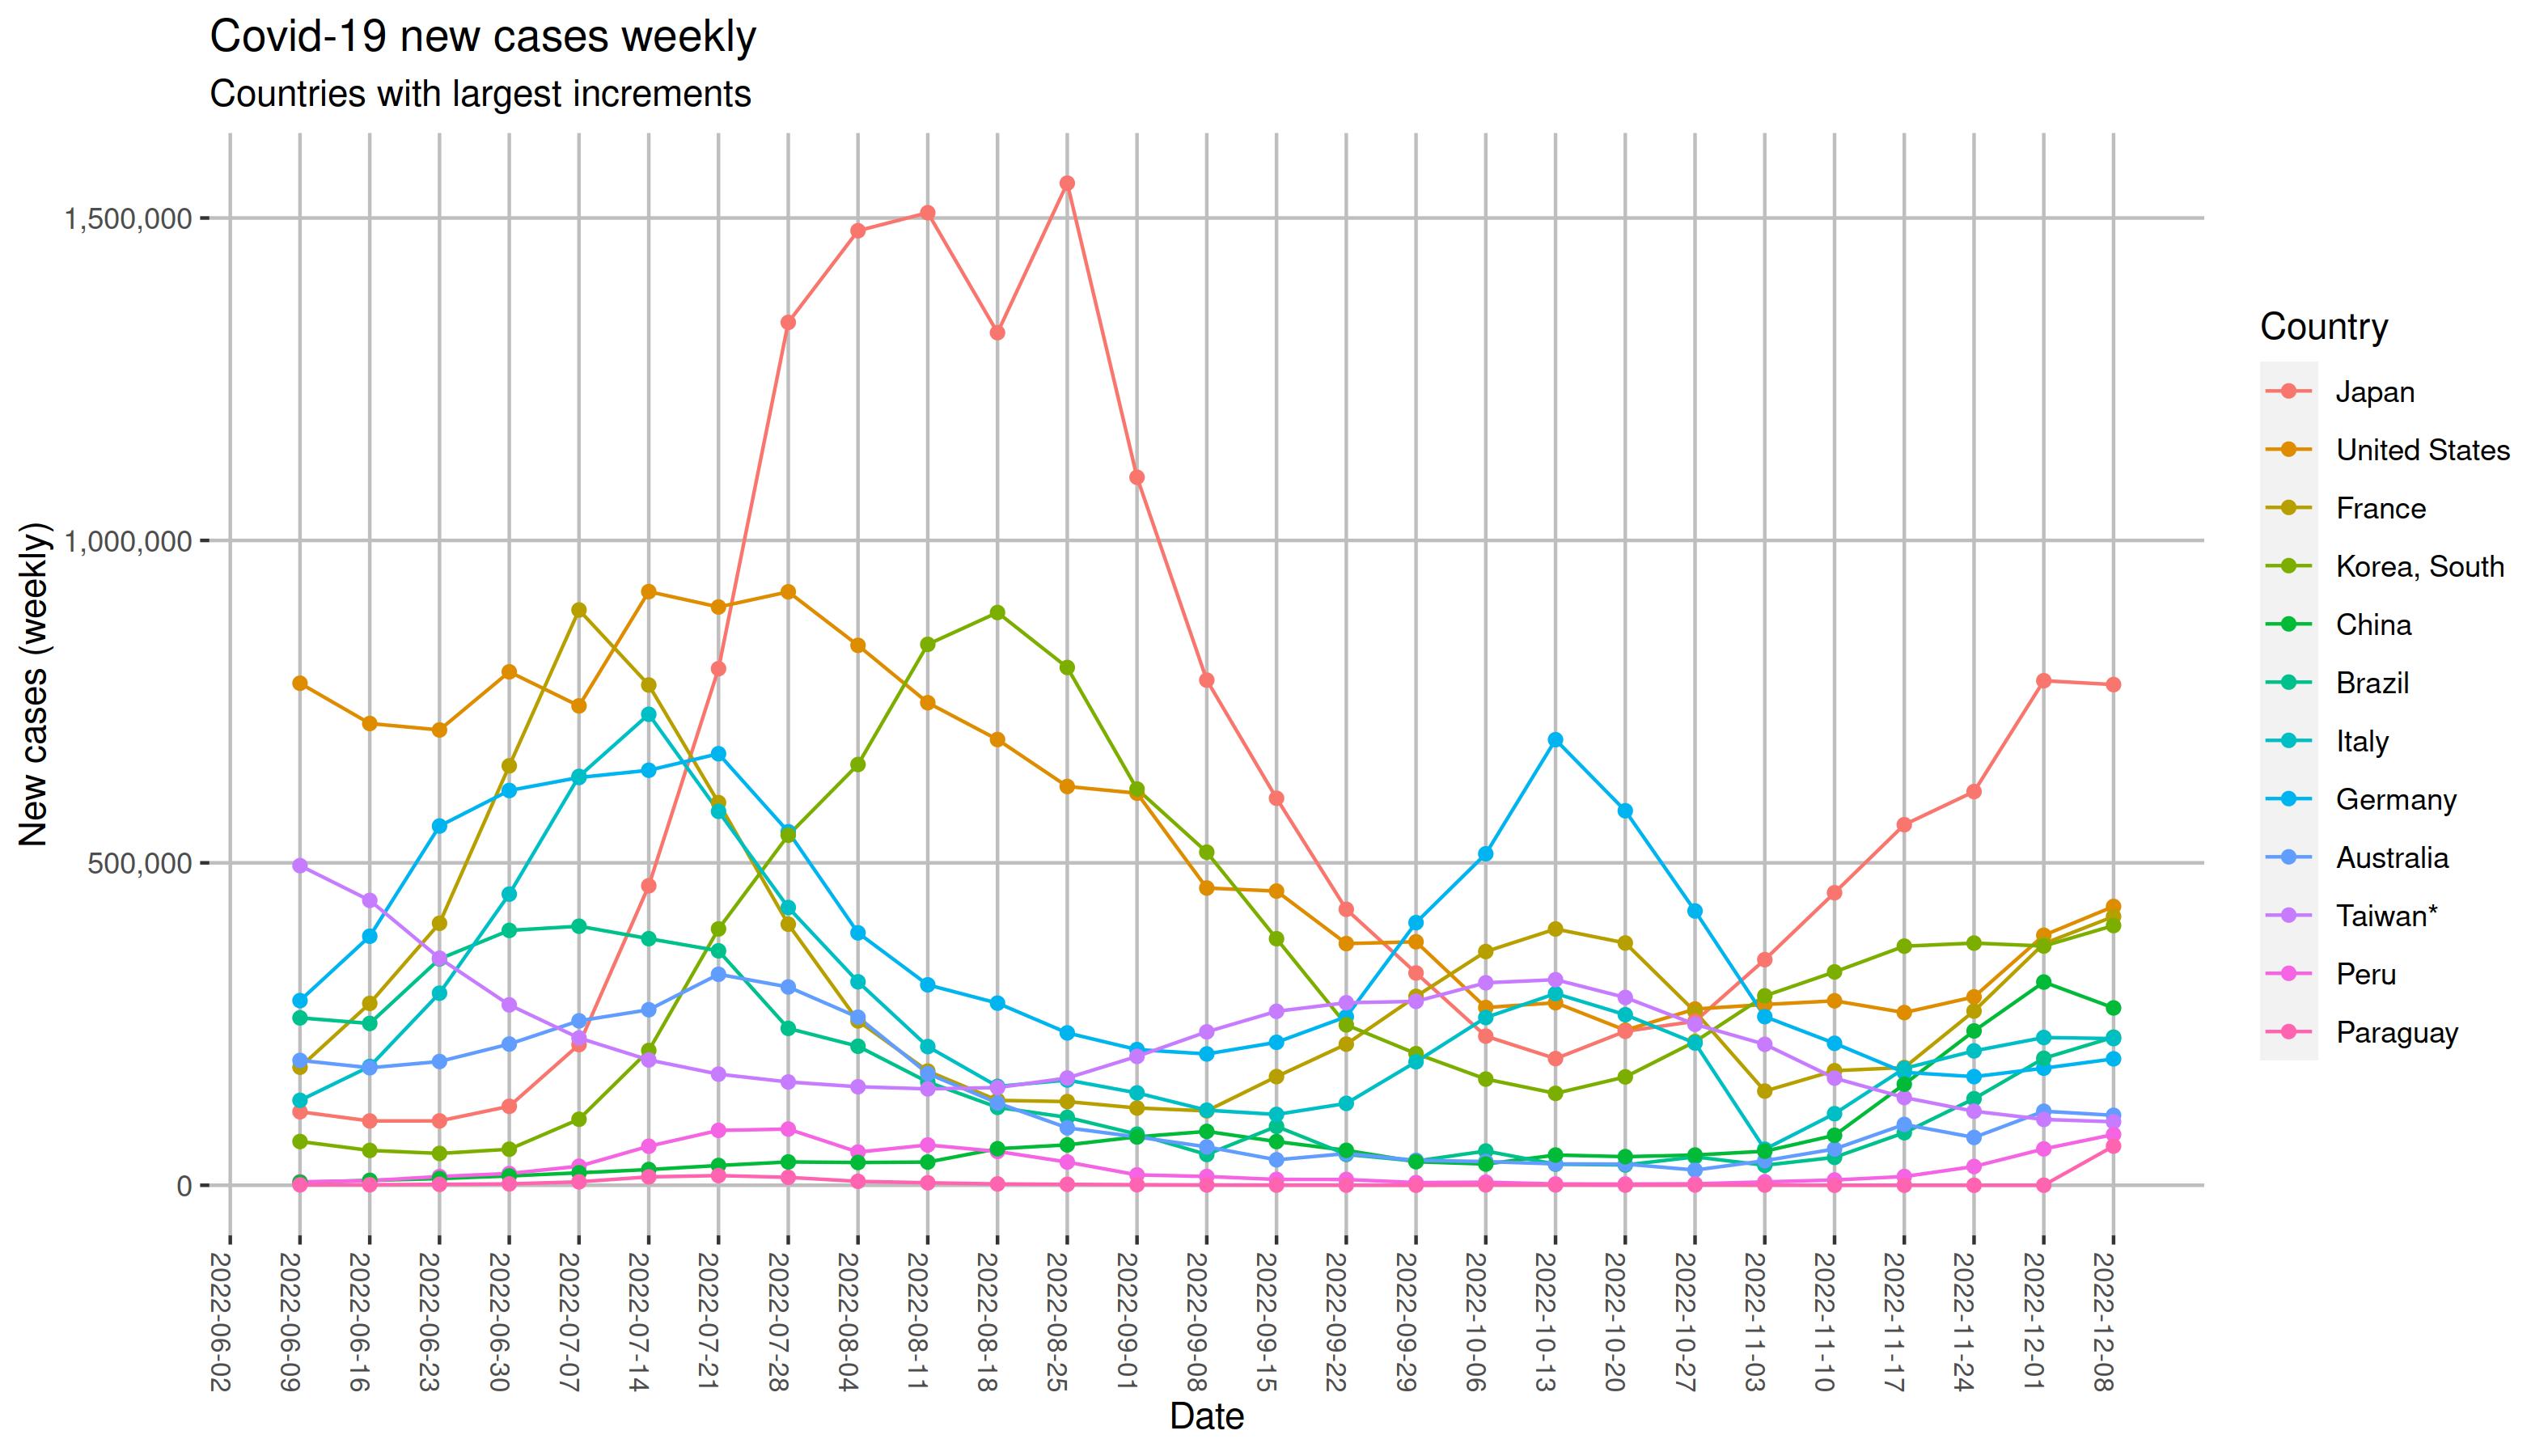 Covid-19 new cases weekly
Countries with largest increments
New cases (weekly)
1,500,000
1,000,000
500,000
0
2022-06-02
2022-06-09
2022-06-16
2022-06-23
2022-06-30
2022-07-07
2022-07-14
2022-07-21
2022-07-28
2022-08-04
2022-08-11
2022-08-18
2022-08-25
2022-09-01
2022-09-08
2022-09-15
2022-09-22
2022-09-29
2022-10-06
2022-10-13
2022-10-20
2022-10-27
2022-11-03
2022-11-10
2022-11-17
2022-11-24
2022-12-01
2022-12-08
Date
Country
Japan
United States
France
Korea, South
China
Brazil
Italy
Germany
Australia
Taiwan*
Peru
Paraguay